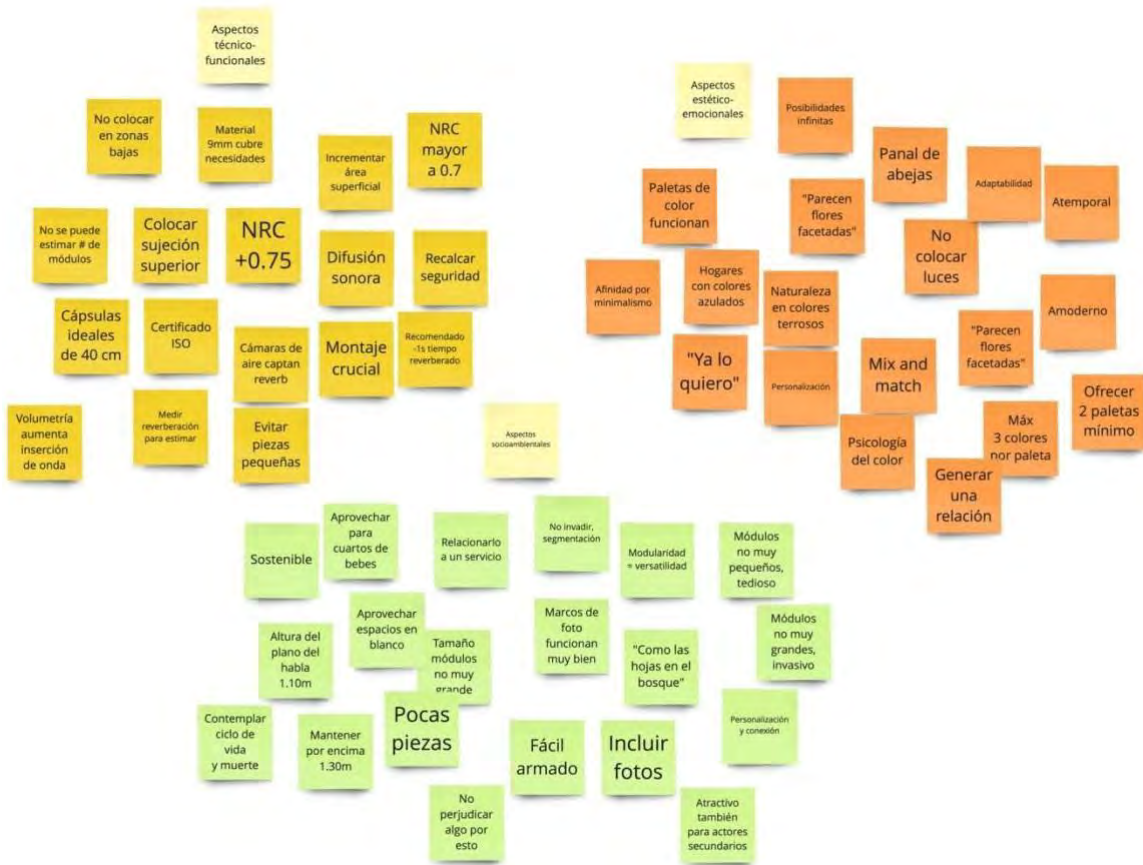 Aspectos
técnico-
funcionales
No colocar
en zonas
bajas
Material
9mm cubre
necesidades
Incrementar
área
superficial
NRC
mayor
a 0.7
No se puede
estimar # de
módulos
Colocar
sujeción
superior
NRC
+0.75
Difusión
sonora
Recalcar
seguridad
Cápsulas
ideales
de 40 cm
Certificado
ISO
Cámaras de
aire captan
reverb
Montaje
crucial
Recomendado
-1s tiempo
reverberado
Volumetría
aumenta
inserción
de onda
Medir
reverberación
para estimar
Evitar
piezas
pequeñas
Aspectos
estético-
emocionales
Posibilidades
infinitas
Panal de
abejas
Adaptabilidad
Atemporal
Paletas de
color
funcionan
"Parecen
flores
facetadas"
No
colocar
luces
Afinidad por
minimalismo
Hogares
con colores
azulados
Naturaleza
en colores
terrosos
Amoderno
"Ya lo
quiero"
Personalización
Mix and
match
"Parecen
flores
facetadas"
Ofrecer
2 paletas
mínimo
Psicología
del color
Máx
3 colores
por paleta
Generar
una
relación
Aspectos
socioambientales
Sostenible
Aprovechar
para
cuartos de
bebes
Relacionarlo
a un servicio
No invadir,
segmentación
Modularidad
= versatilidad
Módulos
no muy
pequeños,
tedioso
Altura del
plano del
habla
1.10m
Aprovechar
espacios en
blanco
Tamaño
módulos
no muy
grande
Marcos de
foto
funcionan
muy bien
"Como las
hojas en el
bosque"
Módulos
no muy
grandes,
invasivo
Contemplar
ciclo de
vida
y muerte
Mantener
por encima
1.30m
Pocas
piezas
Fácil
armado
Incluir
fotos
Personalización
y conexión
No
perjudicar
algo por
esto
Atractivo
también
para actores
secundarios